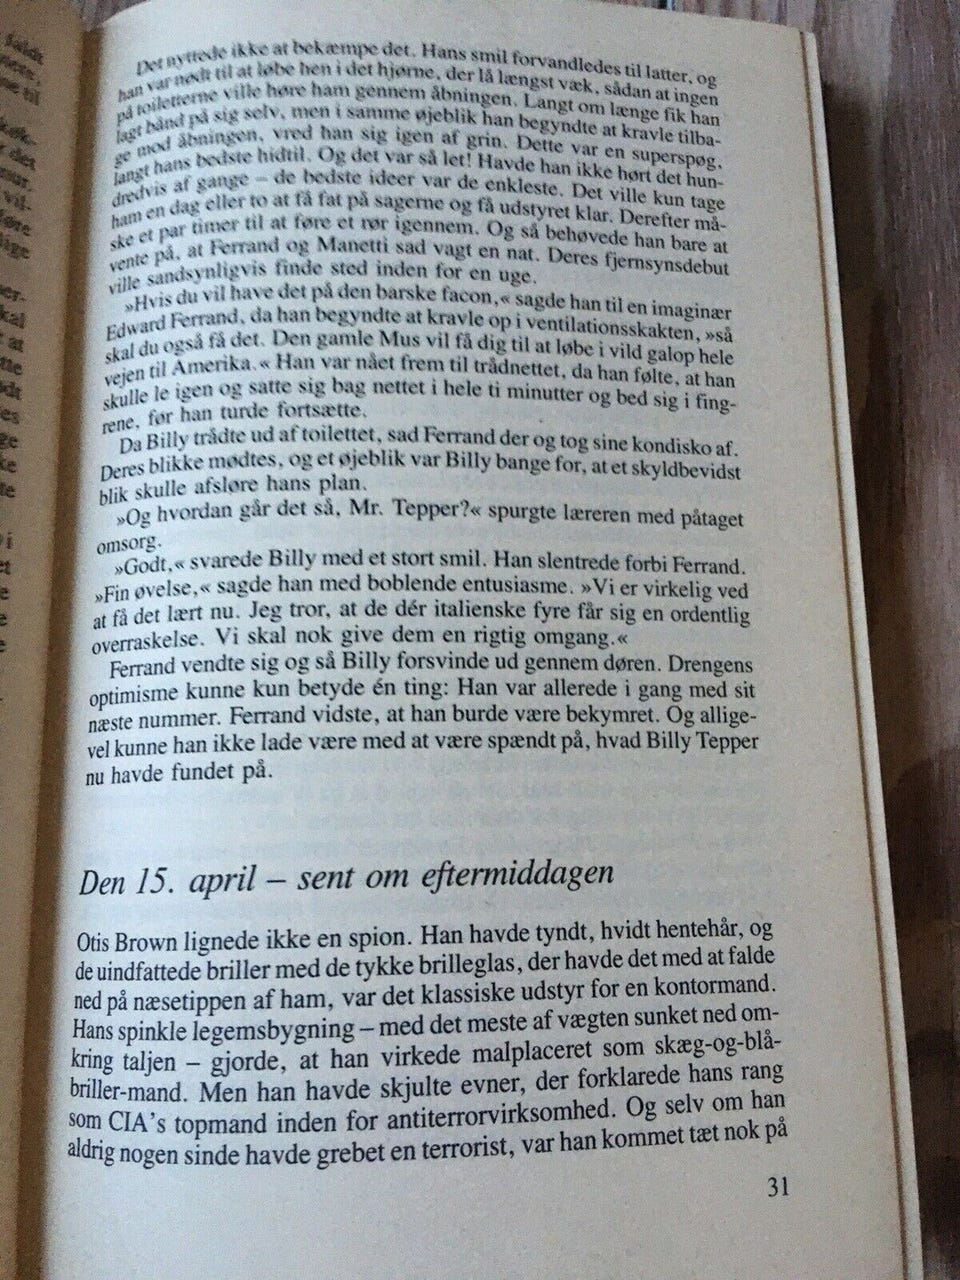 Det nyttede ikke at bekæmpe det. Hans smil forvandledes til latter, og
han var nødt til at løbe hen i det hjørne, der lå længst væk, sådan at ingen
på toiletterne ville høre ham gennem åbningen. Langt om længe fik han
lagt bånd på sig selv, men i samme øjeblik han begyndte at kravle tilba-
ge mod åbningen, vred han sig igen af grin. Dette var en superspøg,
langt hans bedste hidtil. Og det var så let! Havde han ikke hørt det hun-
dredvis af gange – de bedste ideer var de enkleste. Det ville kun tage
ham en dag eller to at få fat på sagerne og få udstyret klar. Derefter må-
ske et par timer til at føre et rør igennem. Og så behøvede han bare at
vente på, at Ferrand og Manetti sad vagt en nat. Deres fjernsynsdebut
ville sandsynligvis finde sted inden for en uge.
»Hvis du vil have det på den barske facon,« sagde han til en imaginær
Edward Ferrand, da han begyndte at kravle op i ventilationsskakten, »så
skal du også få det. Den gamle Mus vil få dig til at løbe i vild galop hele
vejen til Amerika.« Han var nået frem til trådnettet, da han følte, at han
skulle le igen og satte sig bag nettet i hele ti minutter og bed sig i fing-
rene, før han turde fortsætte.
Da Billy trådte ud af toilettet, sad Ferrand der og tog sine kondisko af.
Deres blikke mødtes, og et øjeblik var Billy bange for, at et skyldbevidst
blik skulle afsløre hans plan.
»Og hvordan går det så, Mr. Tepper?« spurgte læreren med påtaget
omsorg.
»Godt,« svarede Billy med et stort smil. Han slentrede forbi Ferrand.
»Fin øvelse,« sagde han med boblende entusiasme. »Vi er virkelig ved
at få det lært nu. Jeg tror, at de dér italienske fyre får sig en ordentlig
overraskelse. Vi skal nok give dem en rigtig omgang.«
Ferrand vendte sig og så Billy forsvinde ud gennem døren. Drengens
optimisme kunne kun betyde én ting: Han var allerede i gang med sit
næste nummer. Ferrand vidste, at han burde være bekymret. Og allige-
vel kunne han ikke lade være med at være spændt på, hvad Billy Tepper
nu havde fundet på.
Den 15. april – sent om eftermiddagen
Otis Brown lignede ikke en spion. Han havde tyndt, hvidt hentehår, og
de uindfattede briller med de tykke brilleglas, der havde det med at falde
ned på næsetippen af ham, var det klassiske udstyr for en kontormand.
Hans spinkle legemsbygning – med det meste af vægten sunket ned om-
kring taljen – gjorde, at han virkede malplaceret som skæg-og-blå-
briller-mand. Men han havde skjulte evner, der forklarede hans rang
som CIA's topmand inden for antiterrorvirksomhed. Og selv om han
aldrig nogen sinde havde grebet en terrorist, var han kommet tæt nok på
31